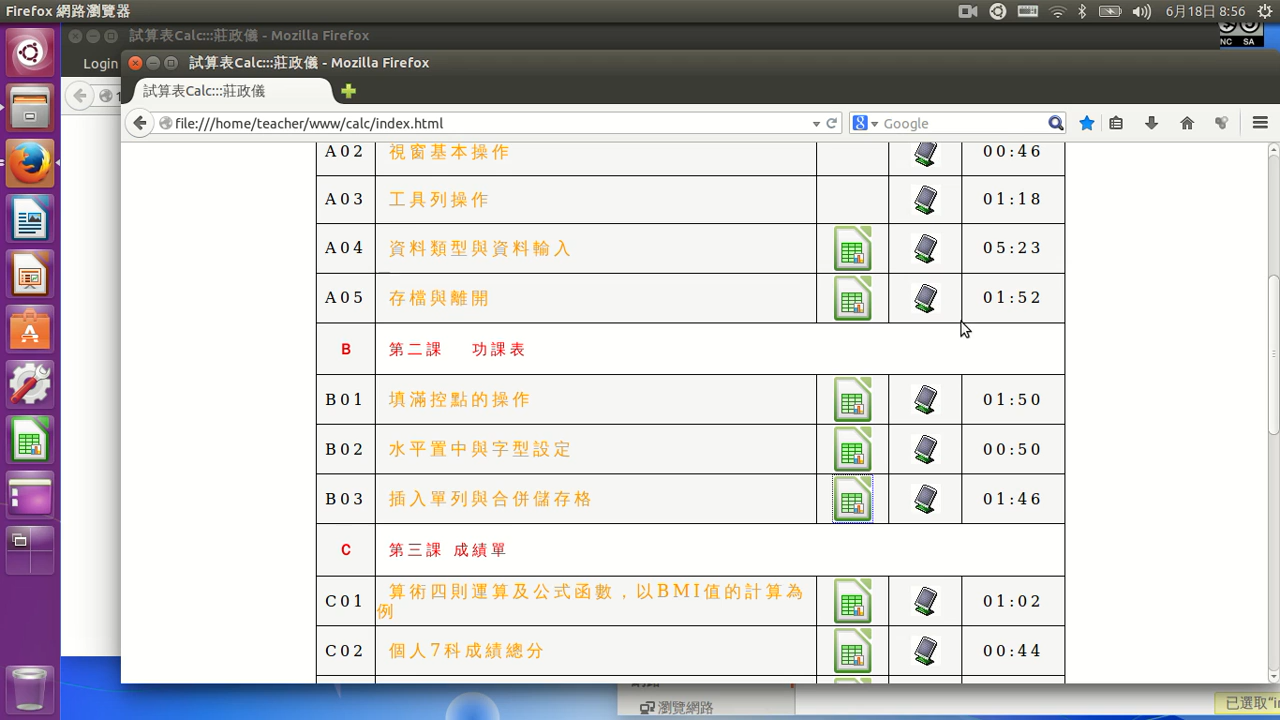 Firefox 網路瀏覽器
6月18日 8:56
試算表Calc:::莊政儀 - Mozilla Firefox
NC SA
Login
試算表Calc:::莊政儀 - Mozilla Firefox
試算表Calc:::莊政儀
file:///home/teacher/www/calc/index.html
Google
A02 視窗基本操作 00:46
A03 工具列操作 01:18
A04 資料類型與資料輸入 05:23
A05 存檔與離開 01:52
B 第二課 功課表
B01 填滿控點的操作 01:50
B02 水平置中與字型設定 00:50
B03 插入單列與合併儲存格 01:46
C 第三課 成績單
C01 算術四則運算及公式函數，以BMI值的計算為
例 01:02
C02 個人7科成績總分 00:44
瀏覽網路
已選取"i